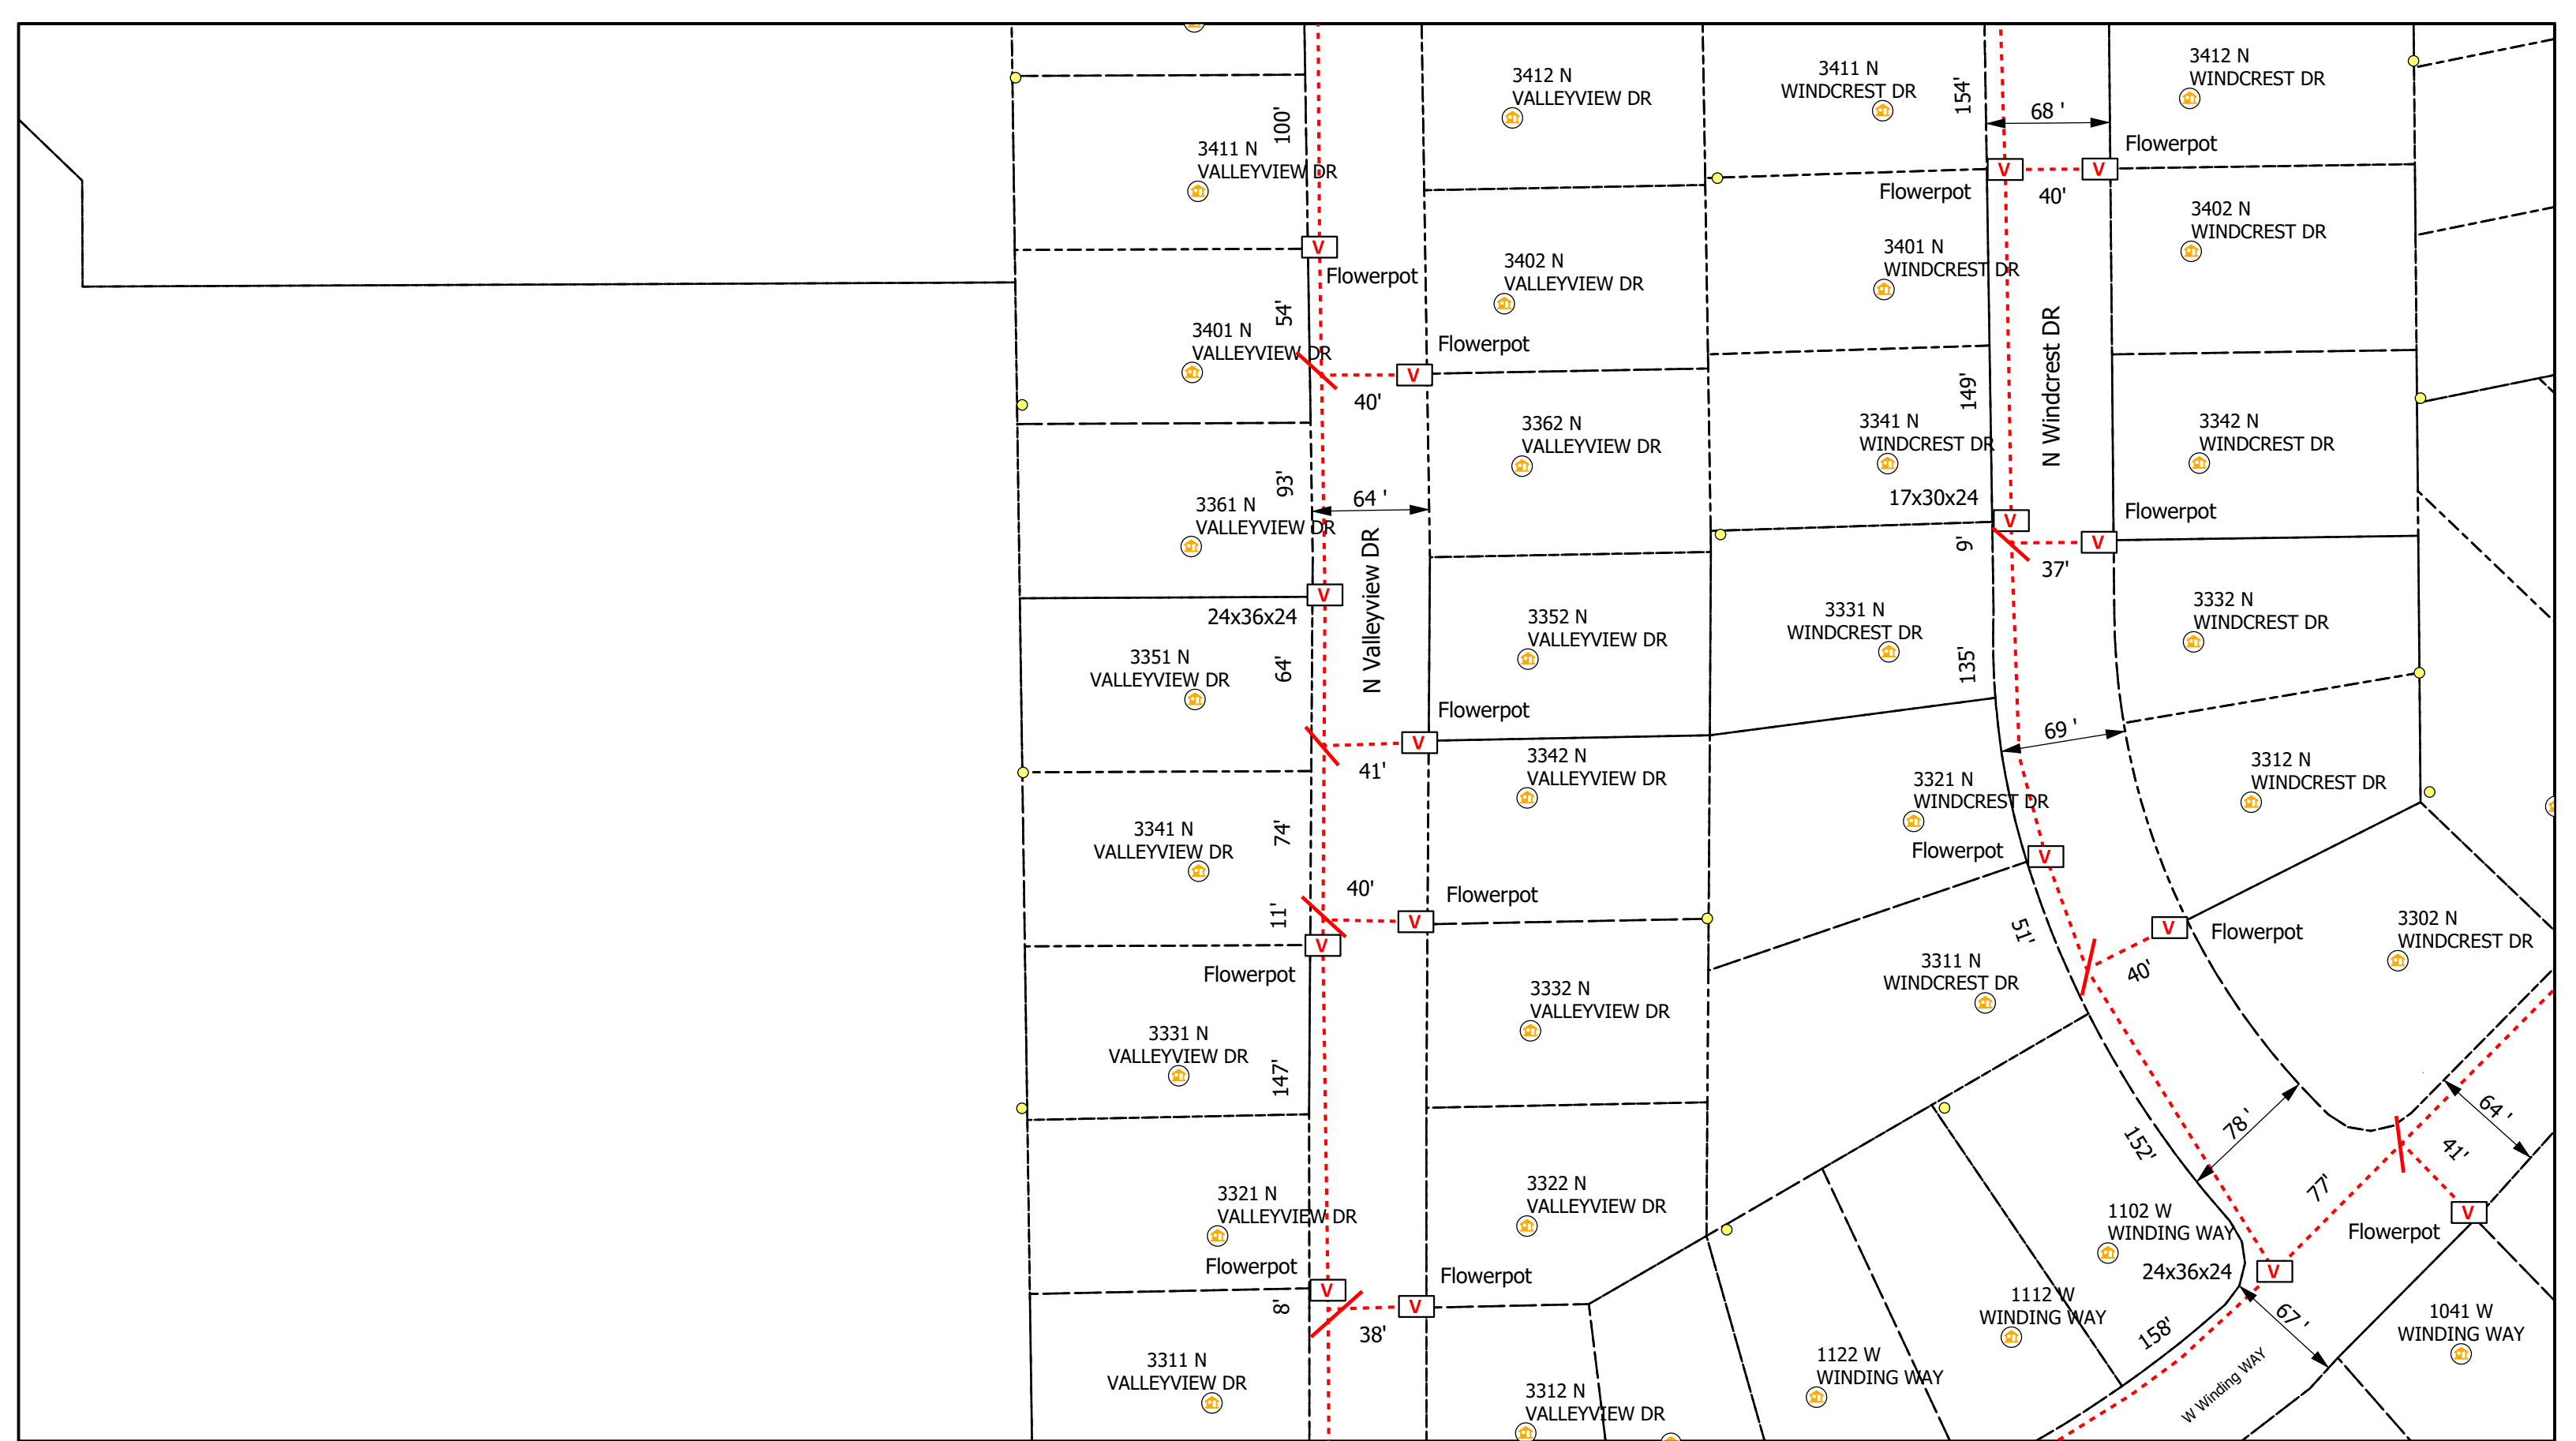 3412 N
VALLEYVIEW DR
3411 N
WINDCREST DR
154'
68 '
3412 N
WINDCREST DR
Flowerpot
100'
3411 N
VALLEYVIEW DR
V
Flowerpot
V
V
Flowerpot
40'
3402 N
WINDCREST DR
3402 N
VALLEYVIEW DR
3401 N
WINDCREST DR
54'
3401 N
VALLEYVIEW DR
Flowerpot
V
40'
N Windcrest DR
149'
3362 N
VALLEYVIEW DR
3341 N
WINDCREST DR
3342 N
WINDCREST DR
93'
64 '
3361 N
VALLEYVIEW DR
17x30x24
V
Flowerpot
V
9'
37'
N Valleyview DR
V
24x36x24
3352 N
VALLEYVIEW DR
3331 N
WINDCREST DR
3332 N
WINDCREST DR
64'
3351 N
VALLEYVIEW DR
135'
Flowerpot
V
41'
69 '
3342 N
VALLEYVIEW DR
3321 N
WINDCREST DR
3312 N
WINDCREST DR
74'
3341 N
VALLEYVIEW DR
Flowerpot
V
40'
Flowerpot
V
11'
V
Flowerpot
51'
V
Flowerpot
40'
3302 N
WINDCREST DR
3311 N
WINDCREST DR
3332 N
VALLEYVIEW DR
3331 N
VALLEYVIEW DR
147'
152'
78 '
64 '
41'
77'
3321 N
VALLEYVIEW DR
3322 N
VALLEYVIEW DR
1102 W
WINDING WAY
V
Flowerpot
Flowerpot
V
8'
Flowerpot
V
38'
24x36x24
V
1112 W
WINDING WAY
158'
67 '
1041 W
WINDING WAY
3311 N
VALLEYVIEW DR
1122 W
WINDING WAY
W Winding WAY
3312 N
VALLEYVIEW DR